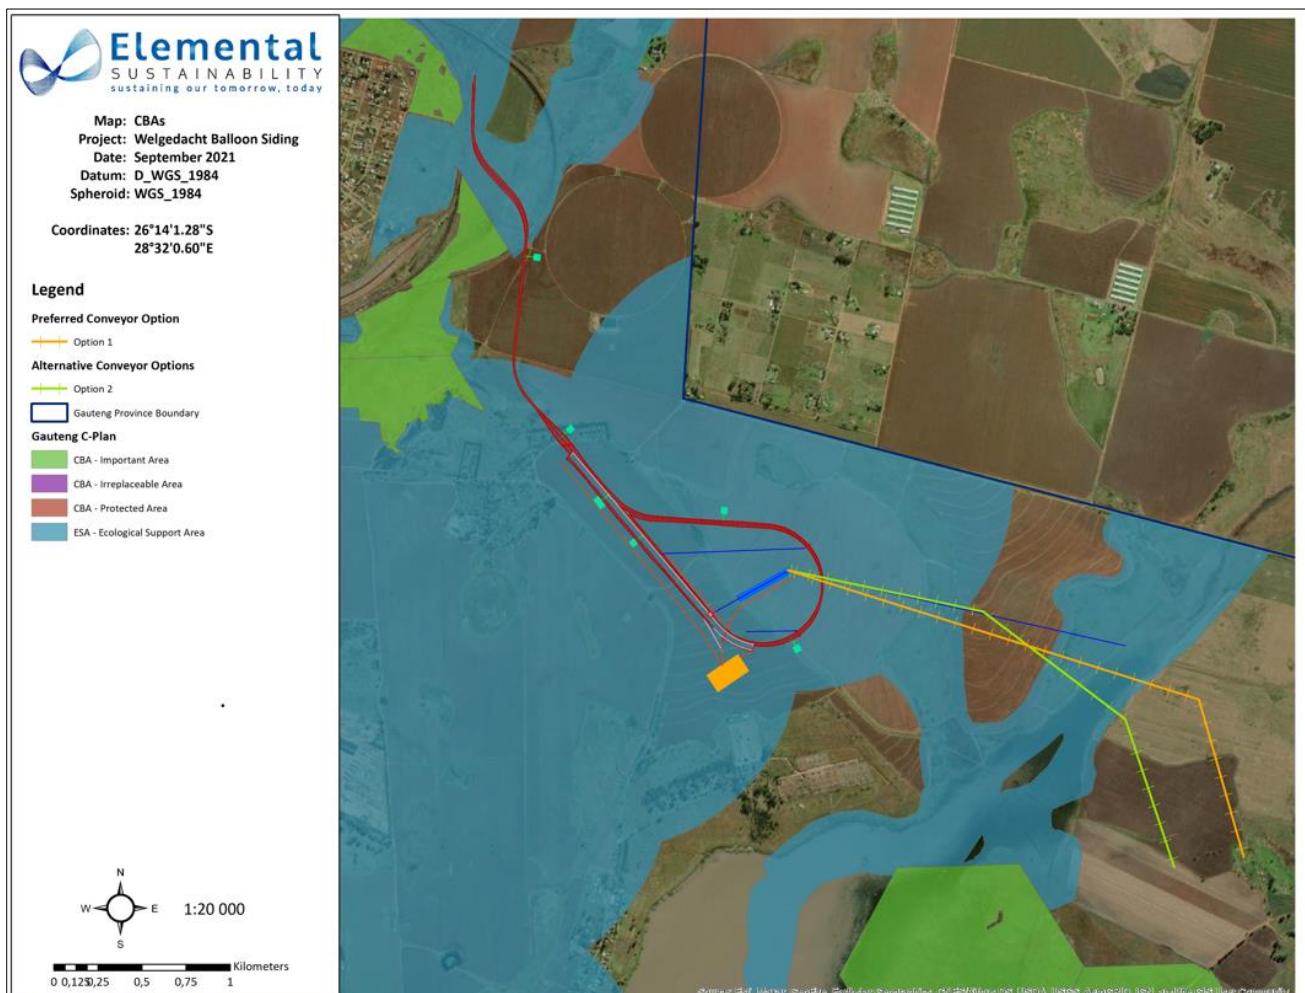 Elemental
SUSTAINABILITY
sustaining our tomorrow, today
Map: CBAs
Project: Welgedacht Balloon Siding
Date: September 2021
Datum: D_WGS_1984
Spheroid: WGS_1984
Coordinates: 26°14'1.28"S
28°32'0.60"E
Legend
Preferred Conveyor Option
Option 1
Alternative Conveyor Options
Option 2
Gauteng Province Boundary
Gauteng C-Plan
CBA - Important Area
CBA - Irreplaceable Area
CBA - Protected Area
ESA - Ecological Support Area
N
W E
S
1:20 000
Kilometers
0 0,125 0,25 0,5 0,75 1